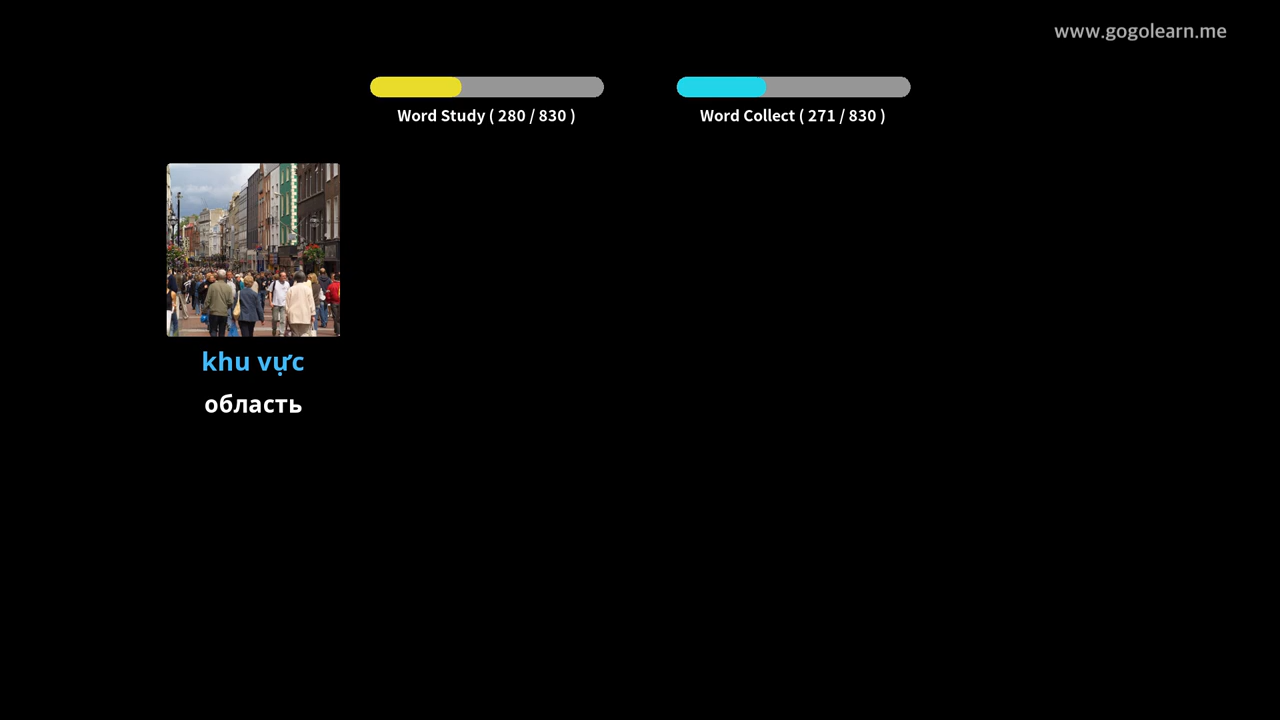 www.gogolearn.me
Word Study ( 280 / 830 )
Word Collect ( 271 / 830 )
khu vực
область